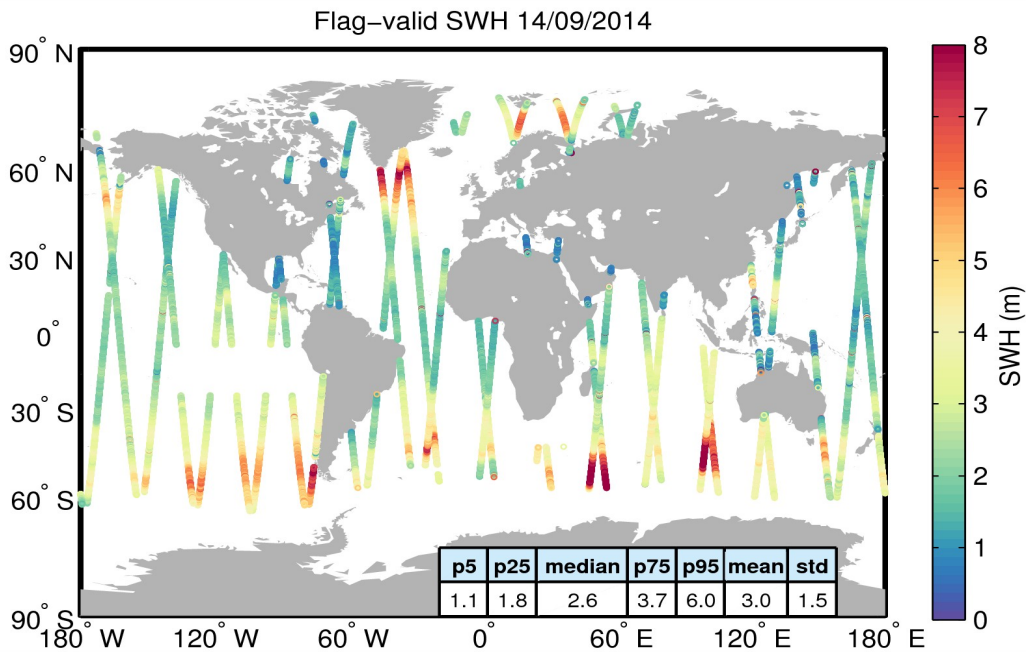 Flag−valid SWH 14/09/2014
90° N
60° N
30° N
0°
30° S
60° S
90° S
180° W
120° W
60° W
0°
60° E
120° E
180° E
p5 p25 median p75 p95 mean std
1.1 1.8 2.6 3.7 6.0 3.0 1.5
8
7
6
5
4
3
2
1
0
SWH (m)